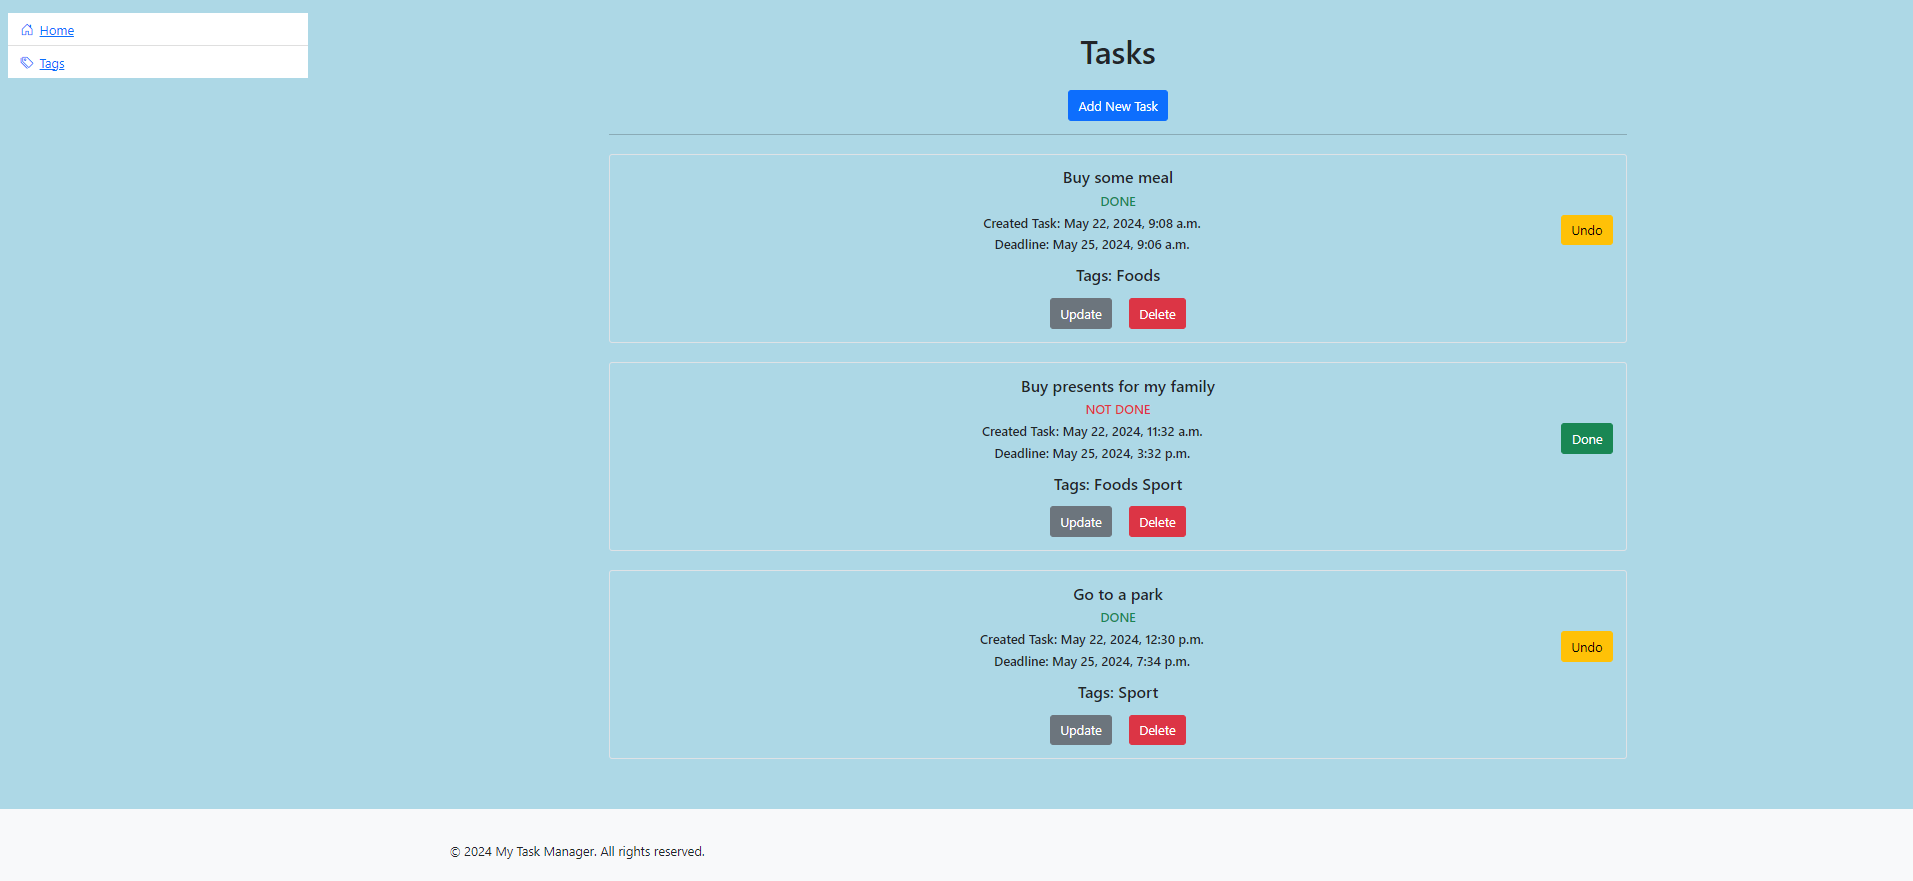 Home
Tags
Tasks
Add New Task
Buy some meal
DONE
Created Task: May 22, 2024, 9:08 a.m.
Deadline: May 25, 2024, 9:06 a.m.
Undo
Tags: Foods
Update Delete
Buy presents for my family
NOT DONE
Created Task: May 22, 2024, 11:32 a.m.
Deadline: May 25, 2024, 3:32 p.m.
Done
Tags: Foods Sport
Update Delete
Go to a park
DONE
Created Task: May 22, 2024, 12:30 p.m.
Deadline: May 25, 2024, 7:34 p.m.
Undo
Tags: Sport
Update Delete
© 2024 My Task Manager. All rights reserved.